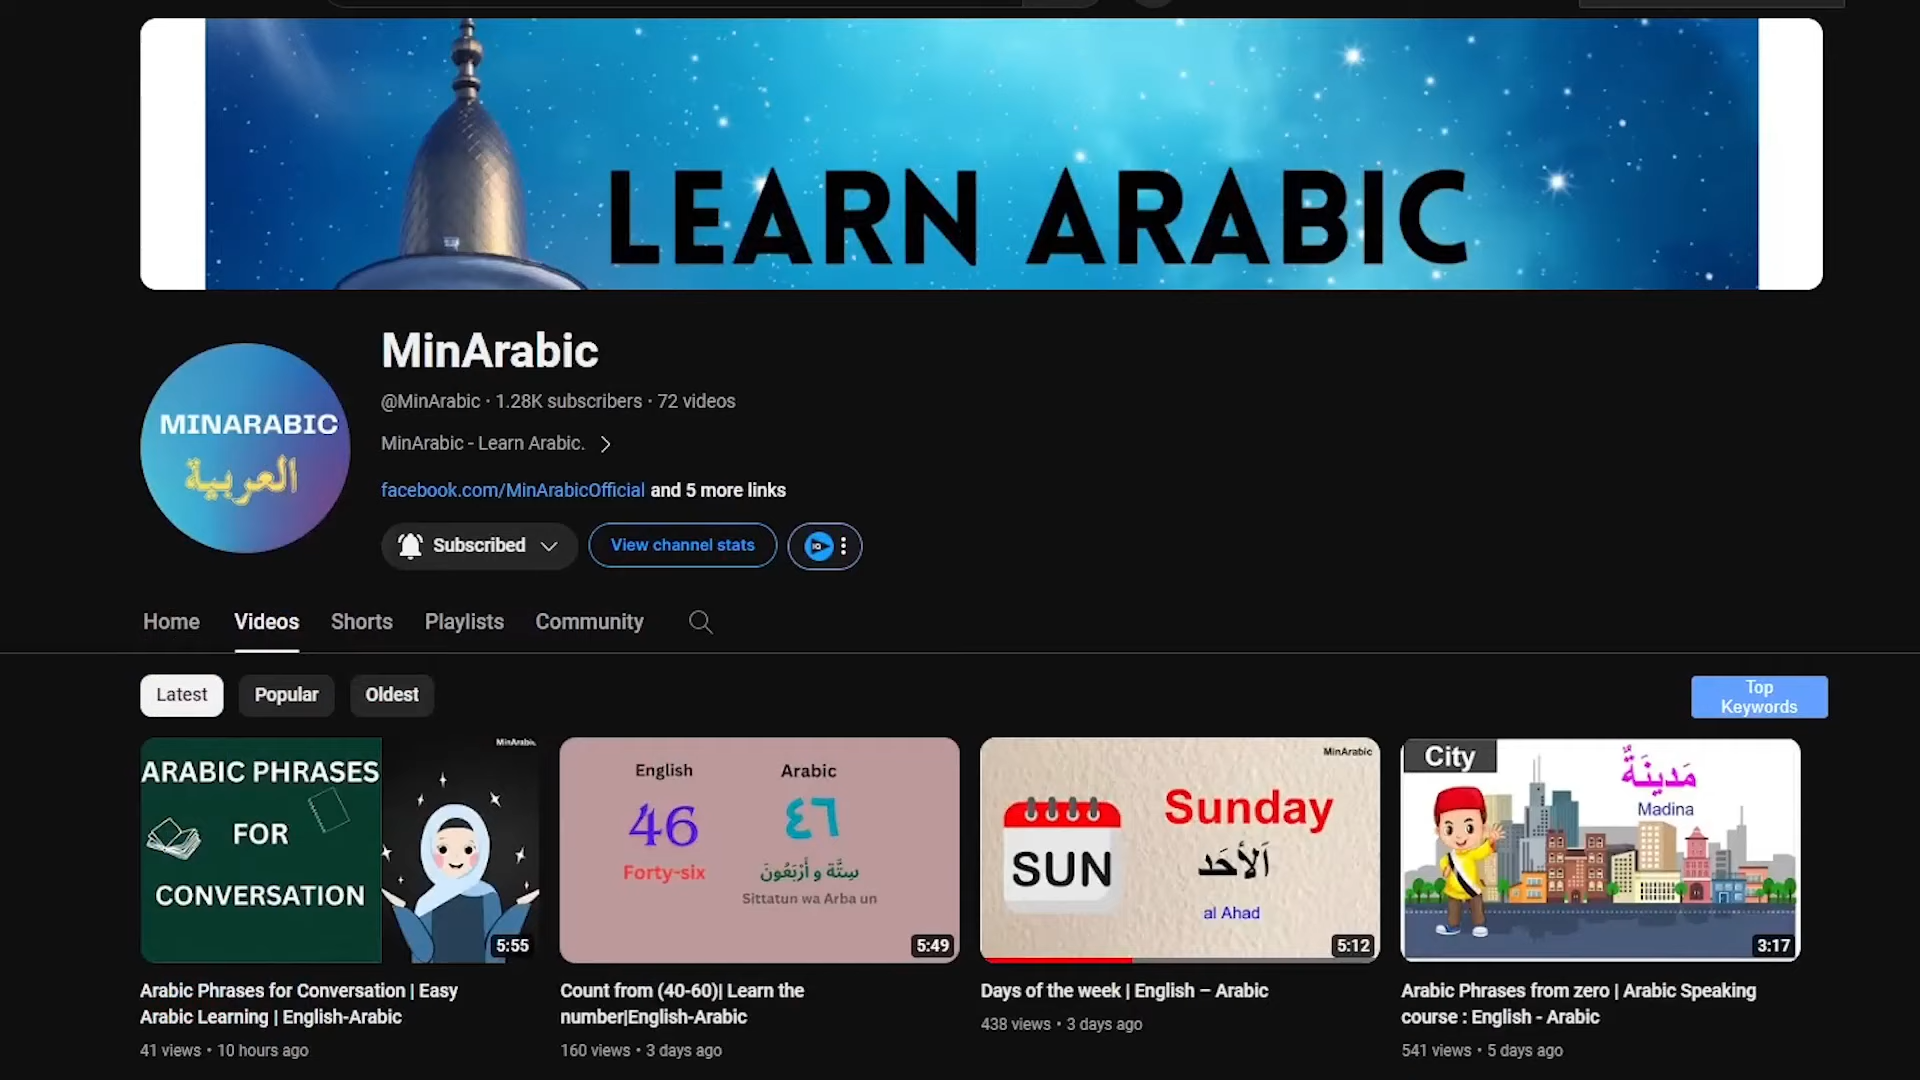 LEARN ARABIC
MINARABIC
العربية
MinArabic
@MinArabic · 1.28K subscribers · 72 videos
MinArabic - Learn Arabic.
facebook.com/MinArabicOfficial and 5 more links
Subscribed
View channel stats
IQ
Home
Videos
Shorts
Playlists
Community
Latest
Popular
Oldest
Top
Keywords
ARABIC PHRASES
FOR
CONVERSATION
MinArabic
5:55
English
Arabic
46
٤٦
Forty-six
سِتَّة و أَرْبَعُونَ
Sittatun wa Arba un
5:49
MinArabic
SUN
Sunday
اَلأَحَد
al Ahad
5:12
City
مَدينَةٌ
Madina
3:17
Arabic Phrases for Conversation | Easy
Arabic Learning | English-Arabic
41 views · 10 hours ago
Count from (40-60)| Learn the
number|English-Arabic
160 views · 3 days ago
Days of the week | English – Arabic
438 views · 3 days ago
Arabic Phrases from zero | Arabic Speaking
course : English - Arabic
541 views · 5 days ago